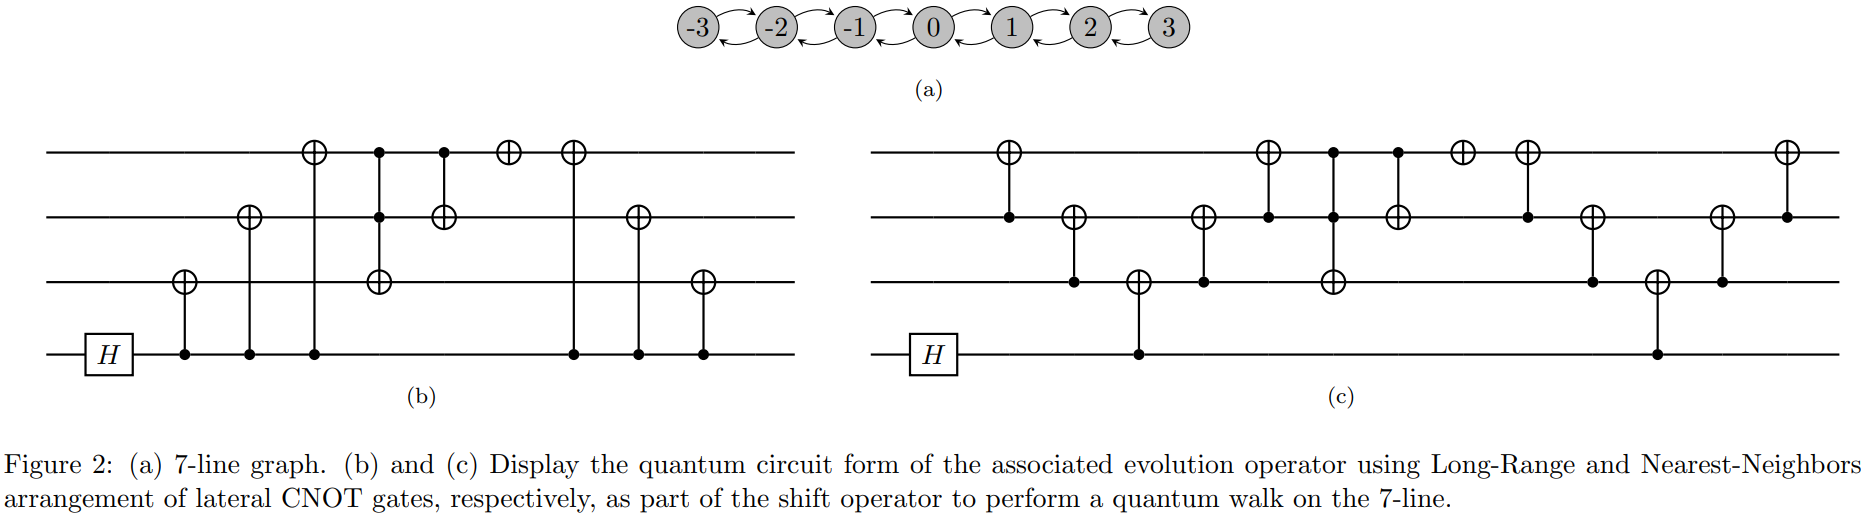 -3 -2 -1 0 1 2 3
(a)
H
H
(b)
(c)
Figure 2: (a) 7-line graph. (b) and (c) Display the quantum circuit form of the associated evolution operator using Long-Range and Nearest-Neighbors
arrangement of lateral CNOT gates, respectively, as part of the shift operator to perform a quantum walk on the 7-line.